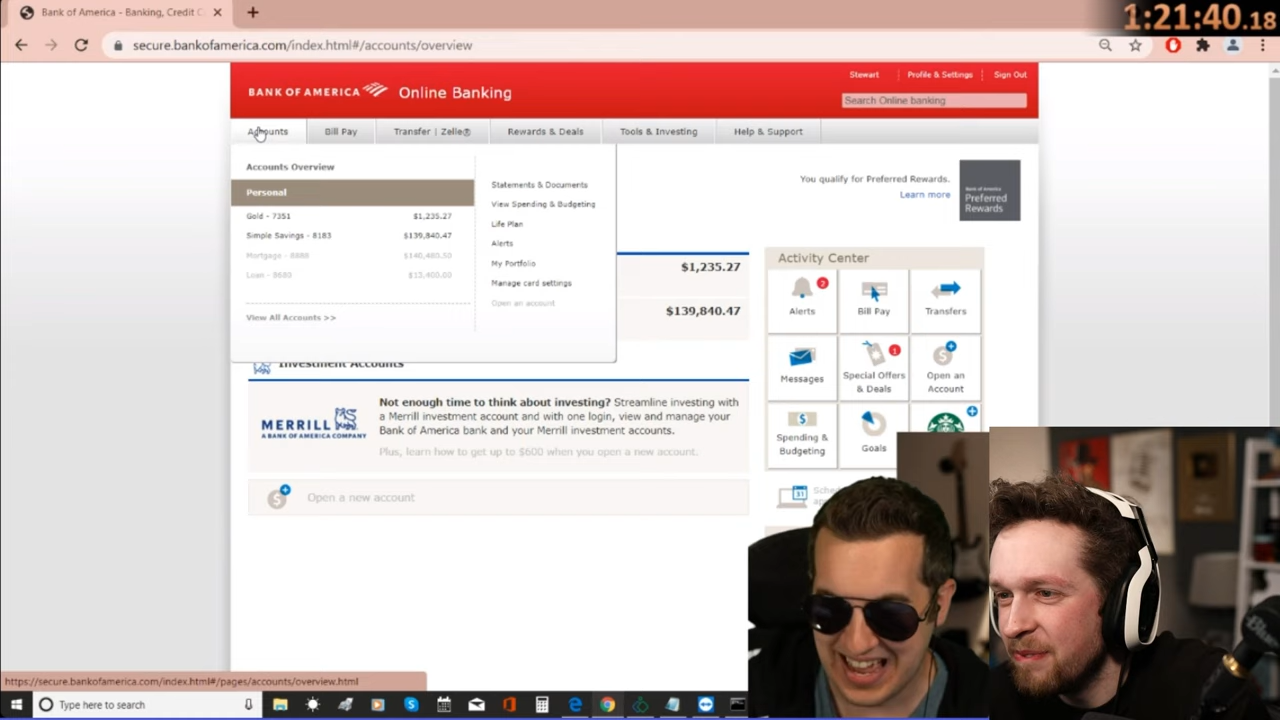 Bank of America - Banking, Credit C
1:21:40.18
secure.bankofamerica.com/index.html#/accounts/overview
Stewart
Profile & Settings
Sign Out
BANK OF AMERICA
Online Banking
Search Online banking
Accounts
Bill Pay
Transfer | Zelle®
Rewards & Deals
Tools & Investing
Help & Support
Accounts Overview
Personal
Gold - 7351 $1,235.27
Simple Savings - 8183 $139,840.47
Mortgage - 8888 $140,480.50
Loan - 8680 $13,400.00
View All Accounts >>
Statements & Documents
View Spending & Budgeting
Life Plan
Alerts
My Portfolio
Manage card settings
Open an account
You qualify for Preferred Rewards.
Learn more
Bank of America
Preferred
Rewards
$1,235.27
$139,840.47
Activity Center
2
Alerts
Bill Pay
Transfers
Messages
1
Special Offers
& Deals
Open an
Account
Spending &
Budgeting
Goals
31
Investment Accounts
MERRILL
A BANK OF AMERICA COMPANY
Not enough time to think about investing? Streamline investing with
a Merrill investment account and with one login, view and manage your
Bank of America bank and your Merrill investment accounts.
Plus, learn how to get up to $600 when you open a new account.
Open a new account
https://secure.bankofamerica.com/index.html#/pages/accounts/overview.html
Type here to search
Blue